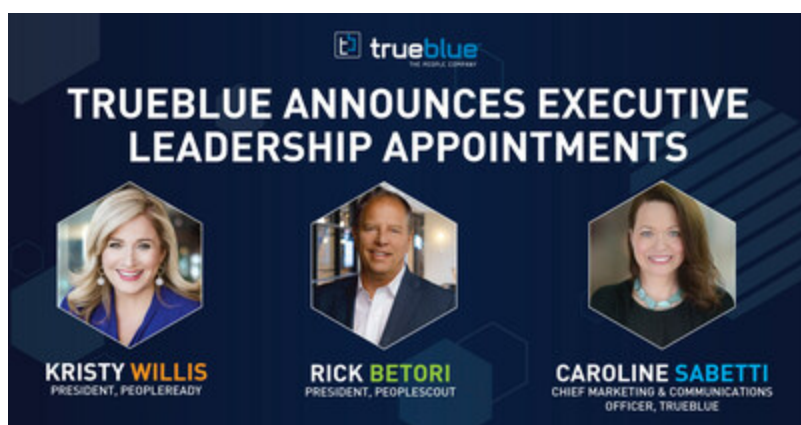 trueblue
THE PEOPLE COMPANY
TRUEBLUE ANNOUNCES EXECUTIVE
LEADERSHIP APPOINTMENTS
KRISTY WILLIS
PRESIDENT, PEOPLEREADY
RICK BETORI
PRESIDENT, PEOPLESCOUT
CAROLINE SABETTI
CHIEF MARKETING & COMMUNICATIONS
OFFICER, TRUEBLUE